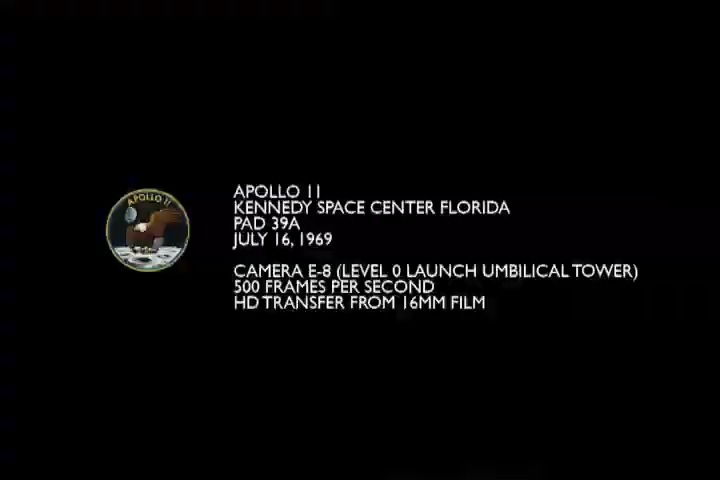 APOLLO 11
APOLLO 11
KENNEDY SPACE CENTER FLORIDA
PAD 39A
JULY 16, 1969
CAMERA E-8 (LEVEL 0 LAUNCH UMBILICAL TOWER)
500 FRAMES PER SECOND
HD TRANSFER FROM 16MM FILM